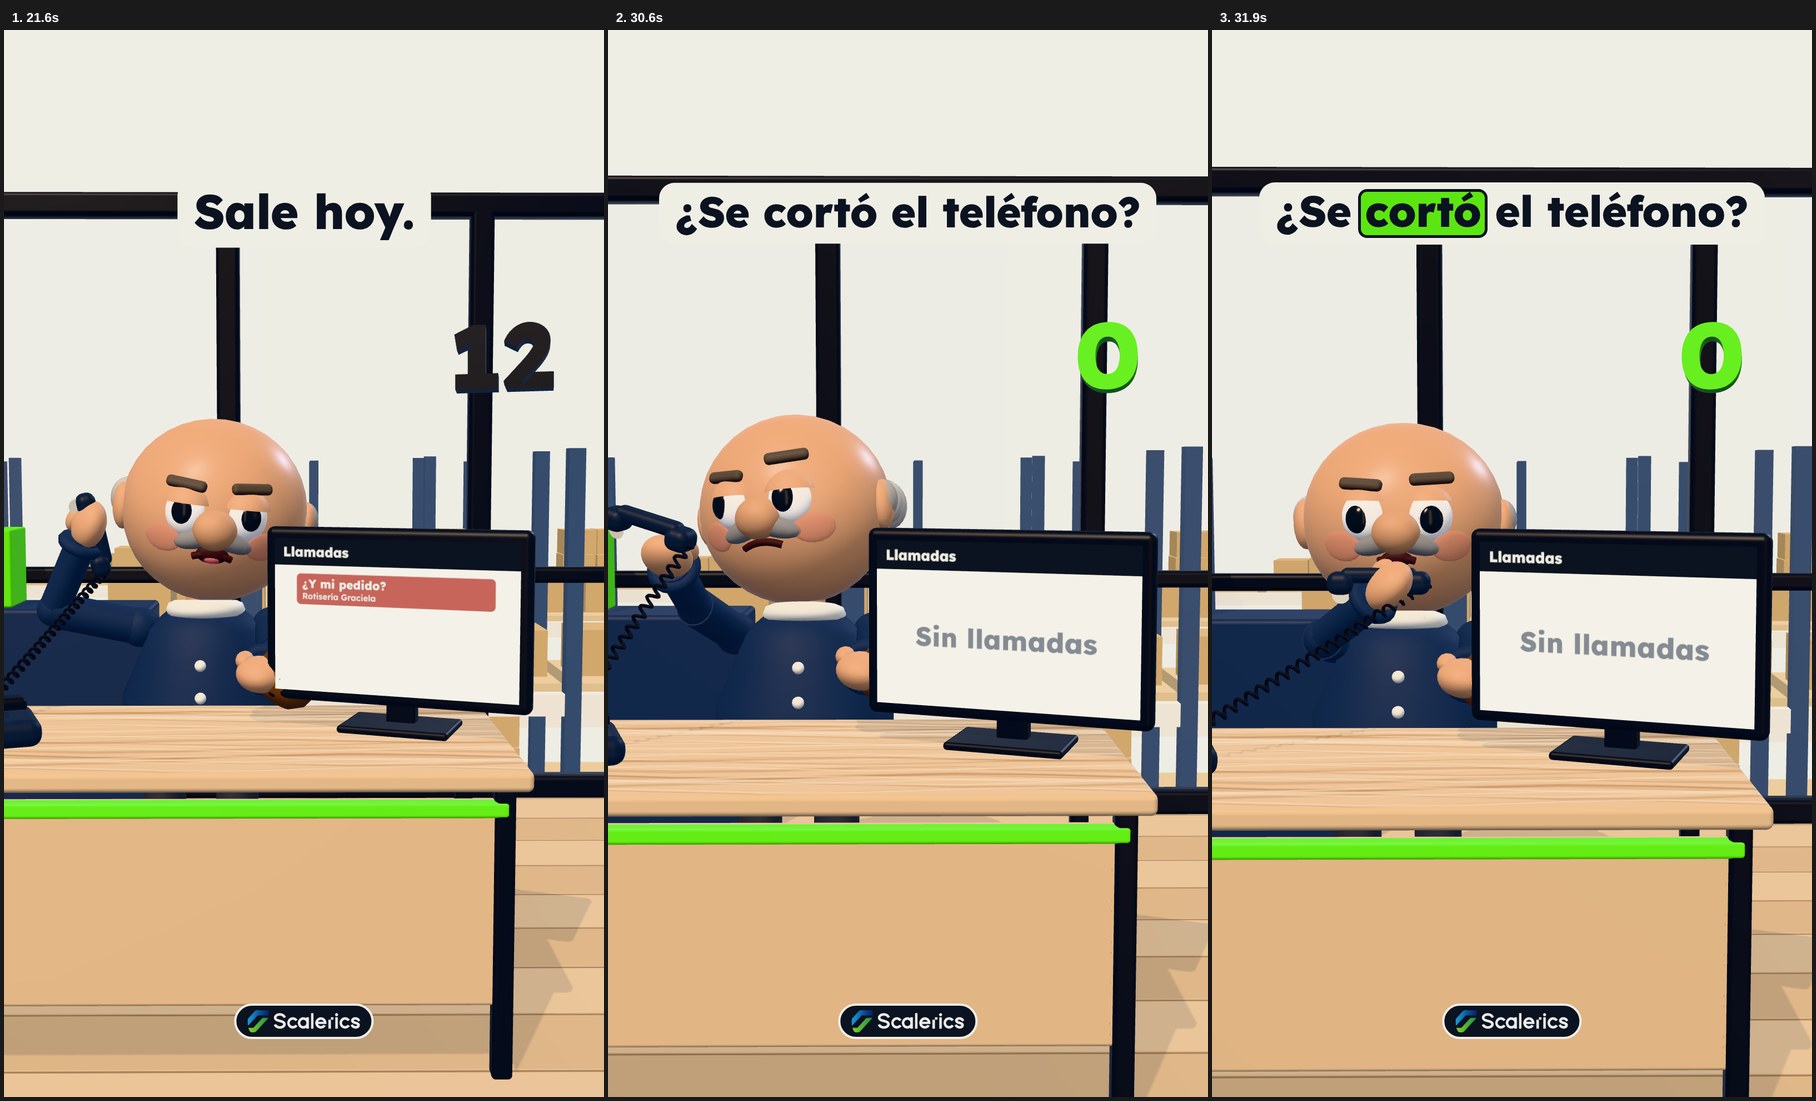 1. 21.6s
Sale hoy.
12
Llamadas
¿Y mi pedido?
Rotisería Graciela
Scalerics
2. 30.6s
¿Se cortó el teléfono?
0
Llamadas
Sin llamadas
Scalerics
3. 31.9s
¿Se cortó el teléfono?
0
Llamadas
Sin llamadas
Scalerics